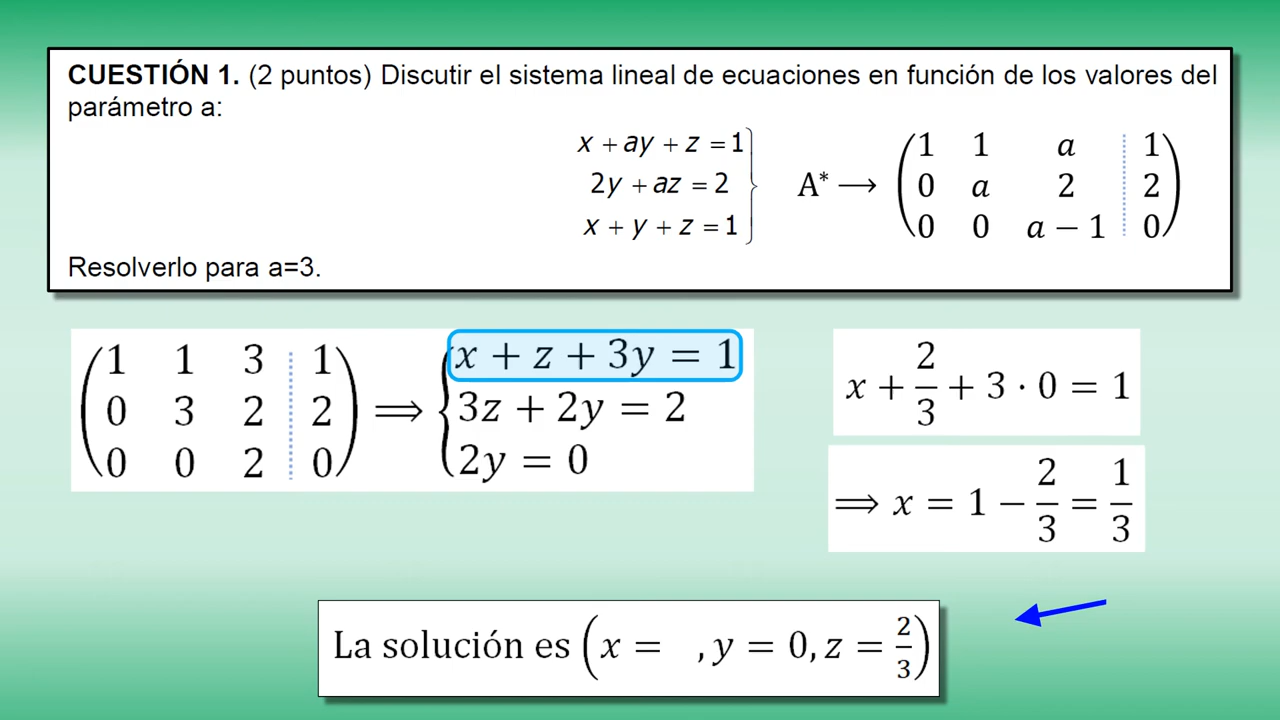 CUESTIÓN 1. (2 puntos) Discutir el sistema lineal de ecuaciones en función de los valores del
parámetro a:
x + ay + z = 1
2y + az = 2
x + y + z = 1
A* ⟶
1 1 a 1
0 a 2 2
0 0 a − 1 0
Resolverlo para a=3.
1 1 3 1
0 3 2 2
0 0 2 0
⟹
x + z + 3y = 1
3z + 2y = 2
2y = 0
x + 2/3 + 3 · 0 = 1
⟹ x = 1 − 2/3 = 1/3
La solución es (x = , y = 0, z = 2/3)